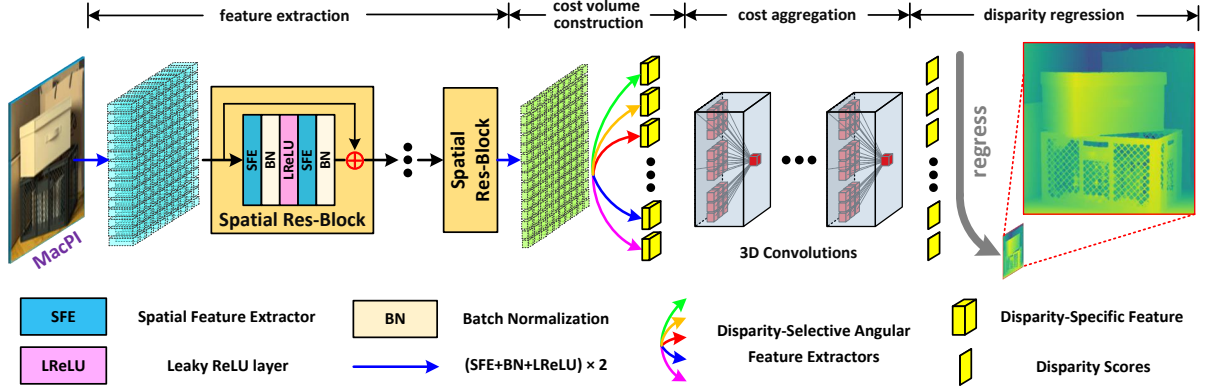 feature extraction
cost volume
construction
cost aggregation
disparity regression
MacPI
SFE
BN
LReLU
SFE
BN
Spatial Res-Block
Spatial
Res-Block
3D Convolutions
regress
SFE
Spatial Feature Extractor
BN
Batch Normalization
Disparity-Selective Angular
Feature Extractors
Disparity-Specific Feature
LReLU
Leaky ReLU layer
(SFE+BN+LReLU) × 2
Disparity Scores